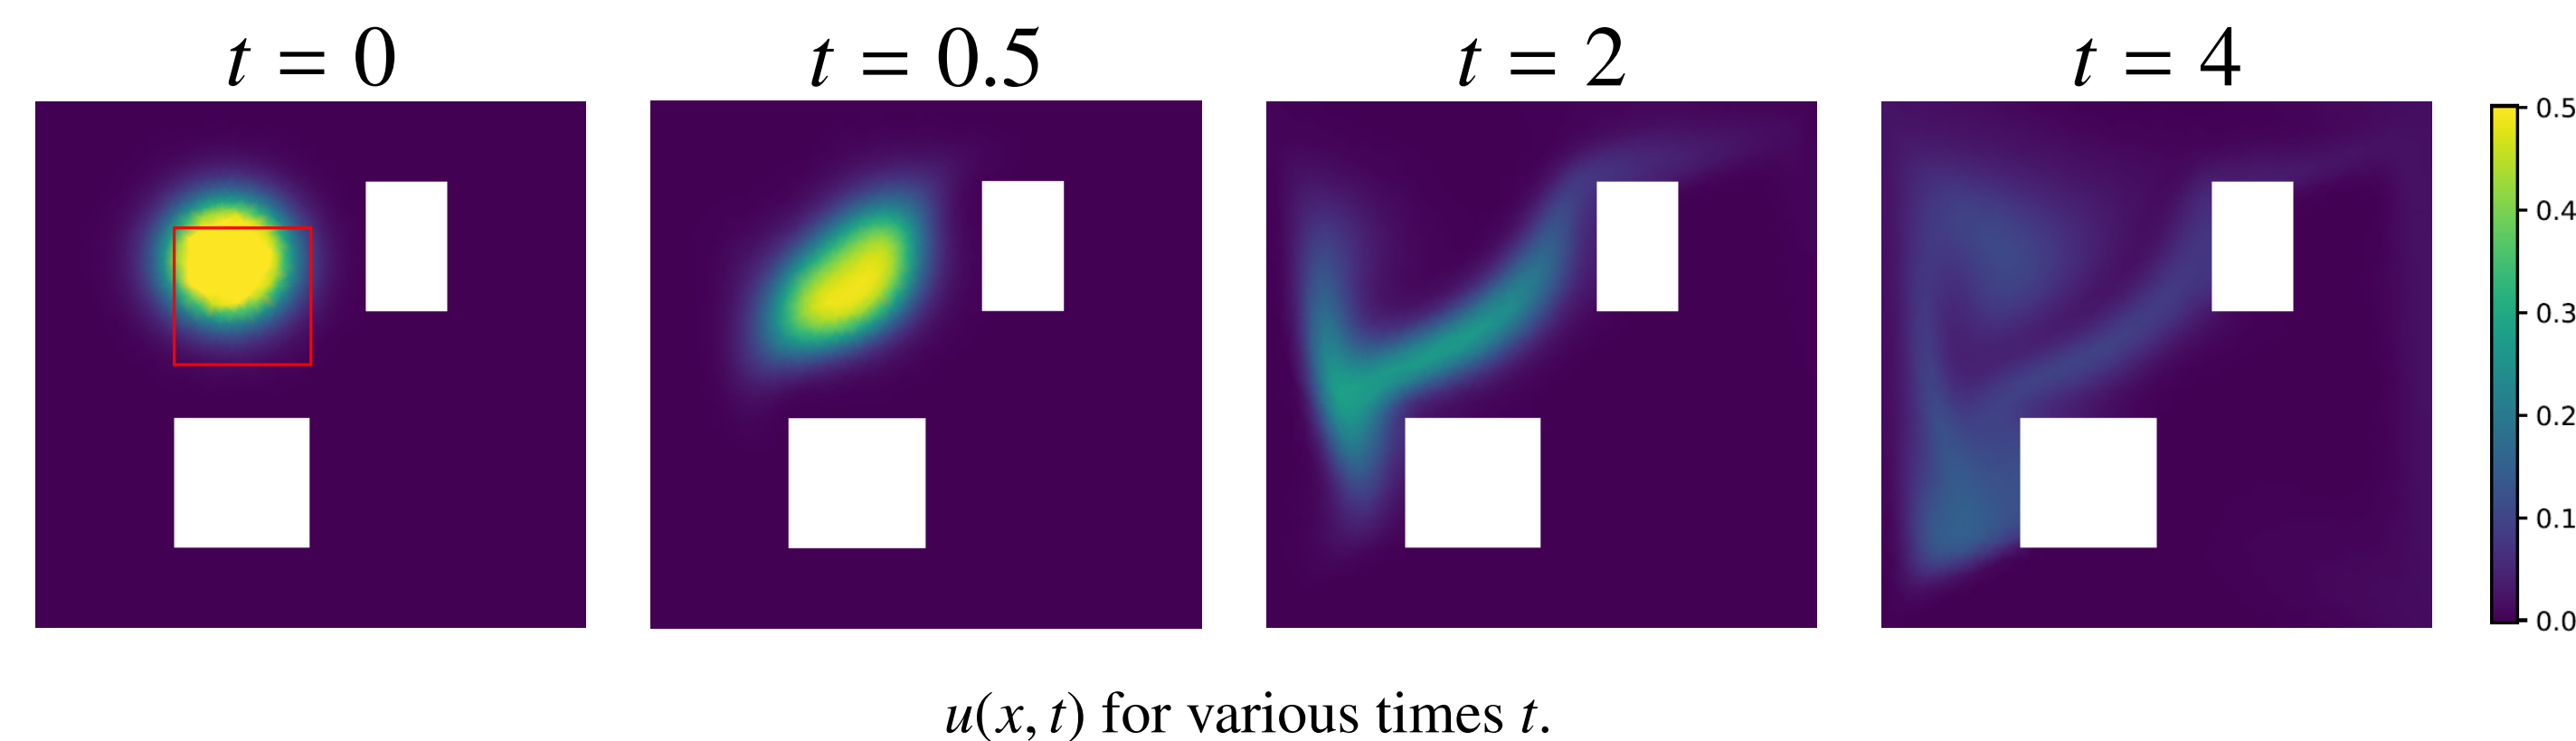 t = 0
t = 0.5
t = 2
t = 4
0.5
0.4
0.3
0.2
0.1
0.0
u(x, t) for various times t.